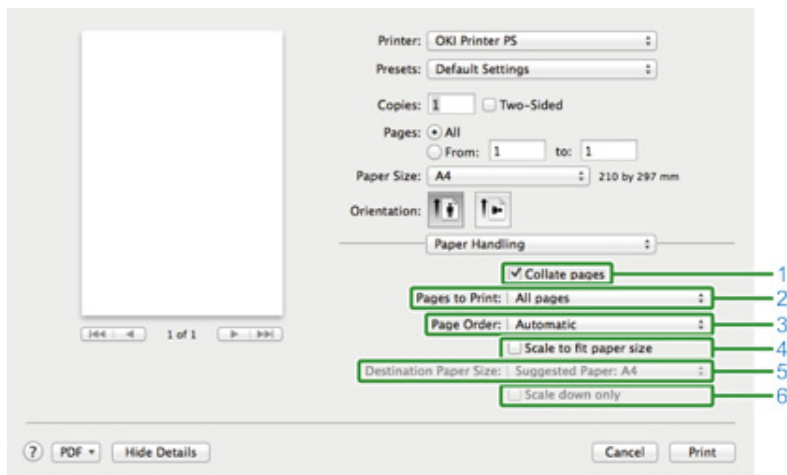 Printer: OKI Printer PS
Presets: Default Settings
Copies: 1 Two-Sided
Pages: All
From: 1 to: 1
Paper Size: A4 210 by 297 mm
Orientation:
Paper Handling
Collate pages 1
Pages to Print: All pages 2
Page Order: Automatic 3
1 of 1
Scale to fit paper size 4
Destination Paper Size: Suggested Paper: A4 5
Scale down only 6
? PDF Hide Details Cancel Print